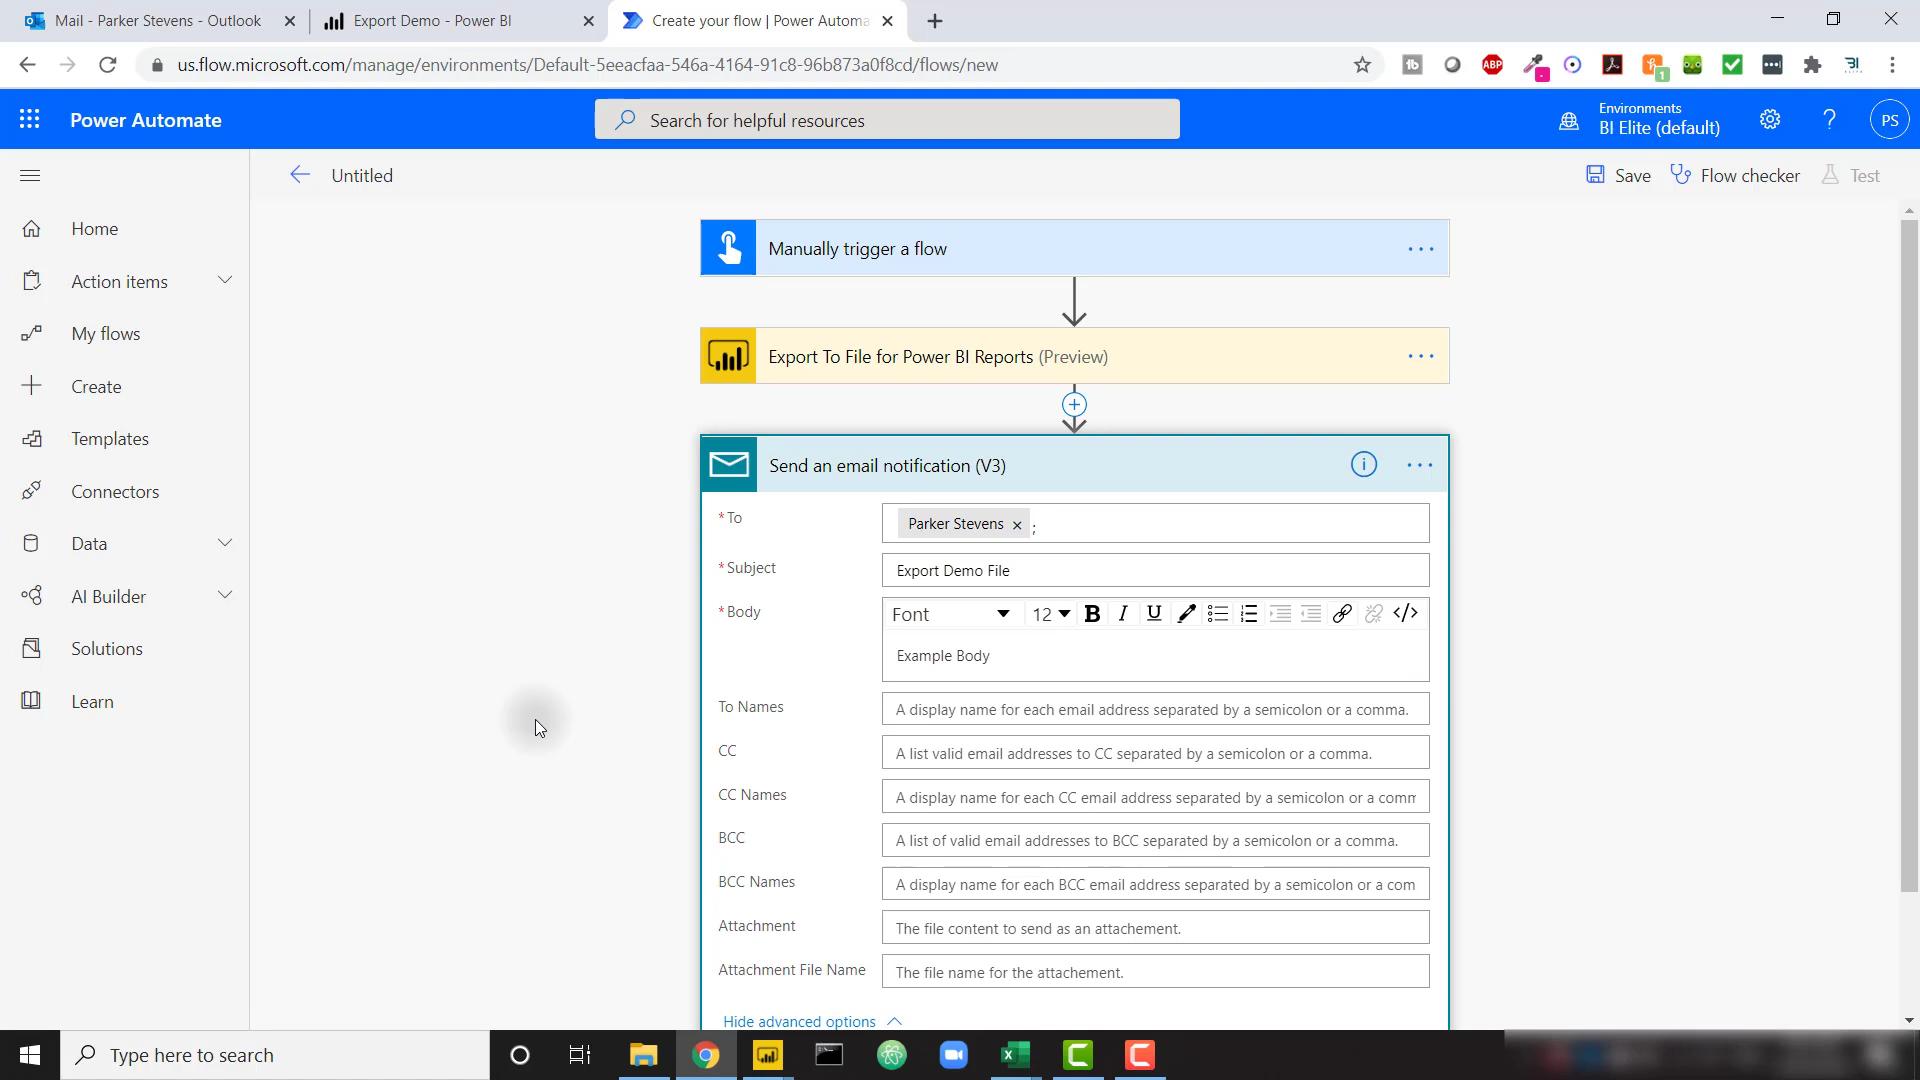 Mail - Parker Stevens - Outlook
Export Demo - Power BI
Create your flow | Power Automa
us.flow.microsoft.com/manage/environments/Default-5eeacfaa-546a-4164-91c8-96b873a0f8cd/flows/new
ABP
1
Power Automate
Search for helpful resources
Environments
BI Elite (default)
PS
Untitled
Save
Flow checker
Test
Home
Action items
My flows
Create
Templates
Connectors
Data
AI Builder
Solutions
Learn
Manually trigger a flow
Export To File for Power BI Reports (Preview)
Send an email notification (V3)
* To
Parker Stevens × ;
* Subject
Export Demo File
* Body
Font
12
B I U
Example Body
To Names
A display name for each email address separated by a semicolon or a comma.
CC
A list valid email addresses to CC separated by a semicolon or a comma.
CC Names
A display name for each CC email address separated by a semicolon or a comm
BCC
A list of valid email addresses to BCC separated by a semicolon or a comma.
BCC Names
A display name for each BCC email address separated by a semicolon or a com
Attachment
The file content to send as an attachement.
Attachment File Name
The file name for the attachement.
Hide advanced options
Type here to search